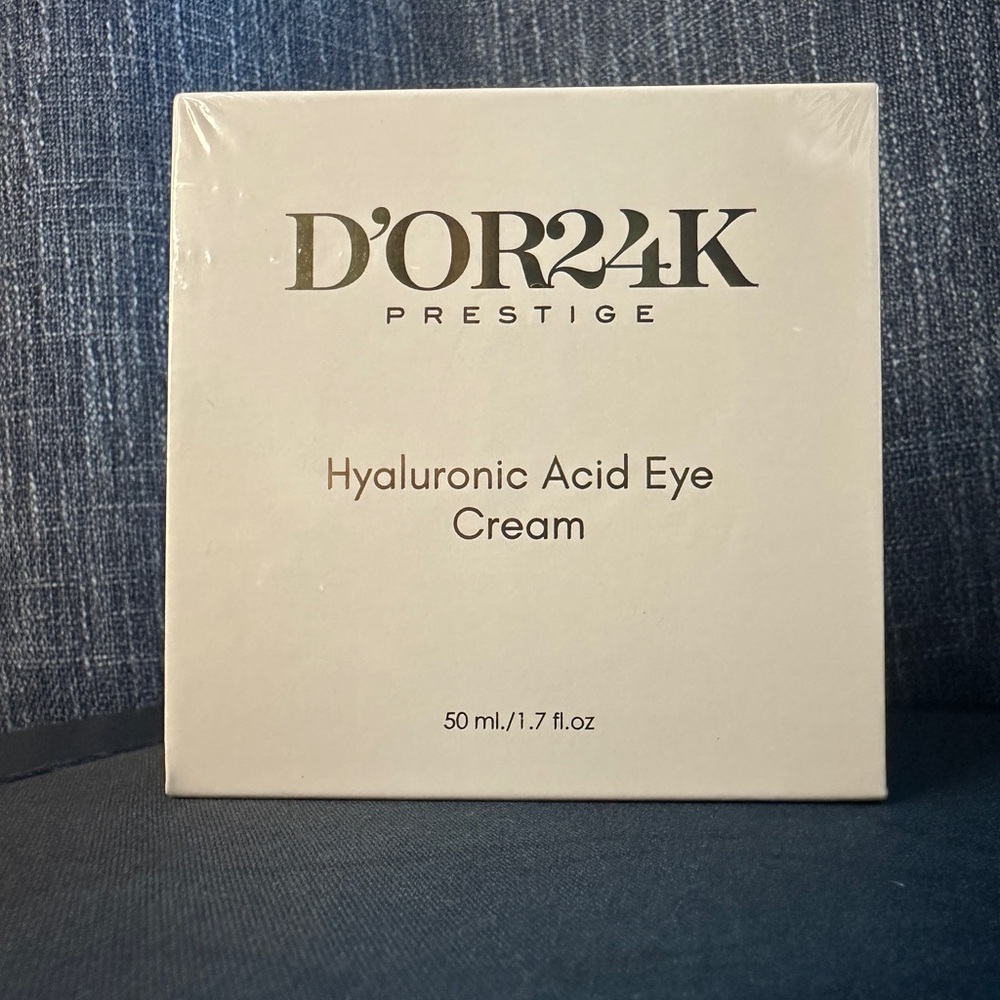 D'OR24K
PRESTIGE
Hyaluronic Acid Eye
Cream
50 ml./1.7 fl.oz